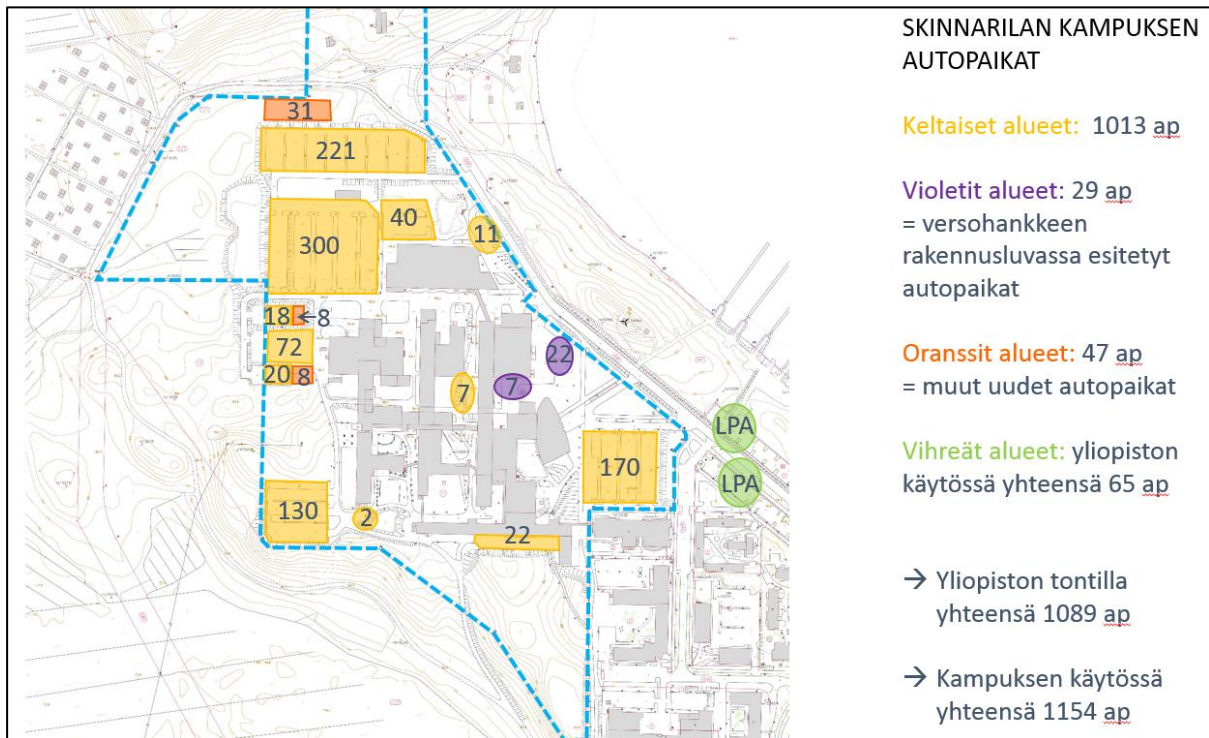 SKINNARILAN KAMPUKSEN
AUTOPAIKAT
Keltaiset alueet: 1013 ap
Violetit alueet: 29 ap
= versohankkeen
rakennusluvassa esitetyt
autopaikat
Oranssit alueet: 47 ap
= muut uudet autopaikat
Vihreät alueet: yliopiston
käytössä yhteensä 65 ap
→ Yliopiston tontilla
yhteensä 1089 ap
→ Kampuksen käytössä
yhteensä 1154 ap
31
221
40
11
300
18
←8
72
22
20
8
7
7
LPA
170
LPA
130
2
22